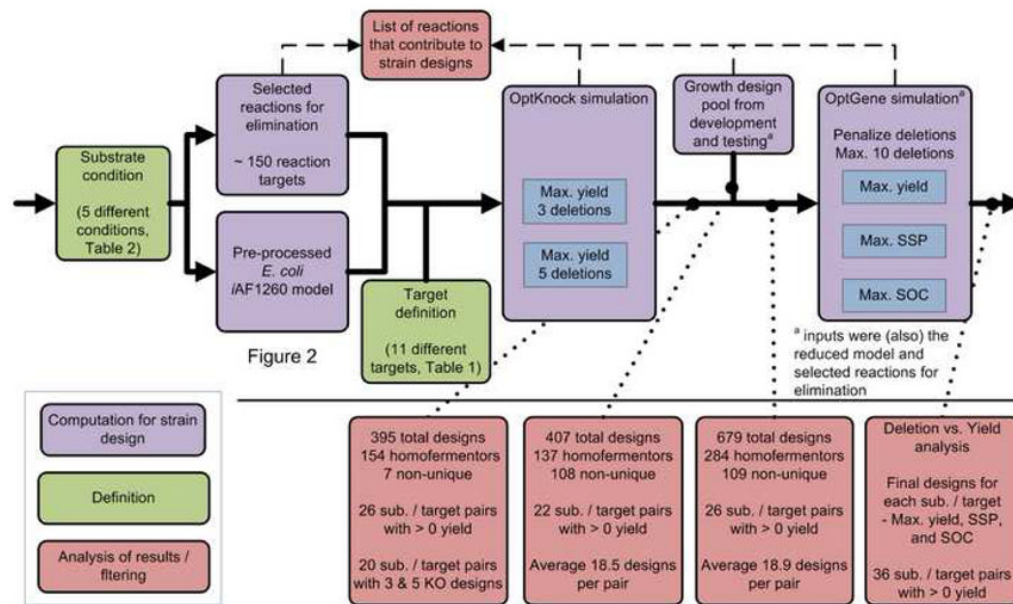 List of reactions
that contribute to
strain designs
Substrate
condition
(5 different
conditions,
Table 2)
Selected
reactions for
elimination
~ 150 reaction
targets
Pre-processed
E. coli
iAF1260 model
Figure 2
Target
definition
(11 different
targets, Table 1)
OptKnock simulation
Max. yield
3 deletions
Max. yield
5 deletions
Growth design
pool from
development
and testing^a
OptGene simulation^a
Penalize deletions
Max. 10 deletions
Max. yield
Max. SSP
Max. SOC
^a inputs were (also) the
reduced model and
selected reactions for
elimination
Computation for strain
design
Definition
Analysis of results /
fltering
395 total designs
154 homofermentors
7 non-unique
26 sub. / target pairs
with > 0 yield
20 sub. / target pairs
with 3 & 5 KO designs
407 total designs
137 homofermentors
108 non-unique
22 sub. / target pairs
with > 0 yield
Average 18.5 designs
per pair
679 total designs
284 homofermentors
109 non-unique
26 sub. / target pairs
with > 0 yield
Average 18.9 designs
per pair
Deletion vs. Yield
analysis
Final designs for
each sub. / target
- Max. yield, SSP,
and SOC
36 sub. / target pairs
with > 0 yield